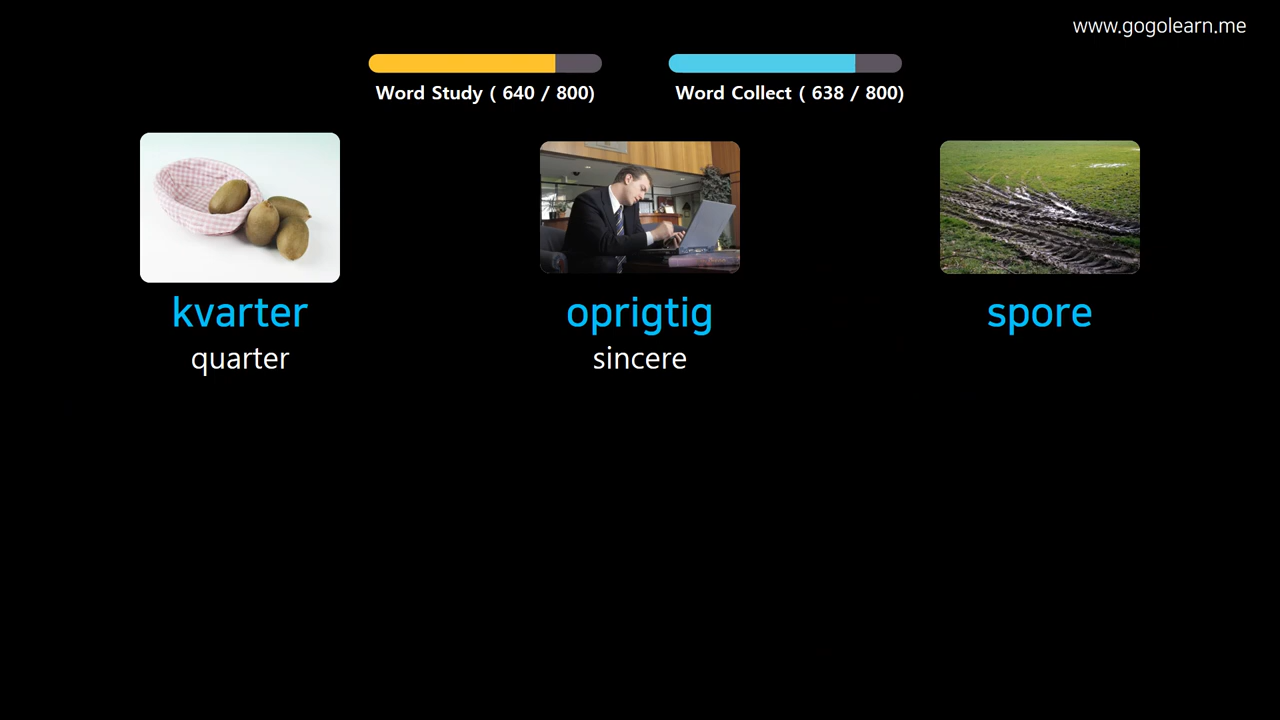 www.gogolearn.me
Word Study ( 640 / 800)
Word Collect ( 638 / 800)
kvarter
quarter
oprigtig
sincere
spore